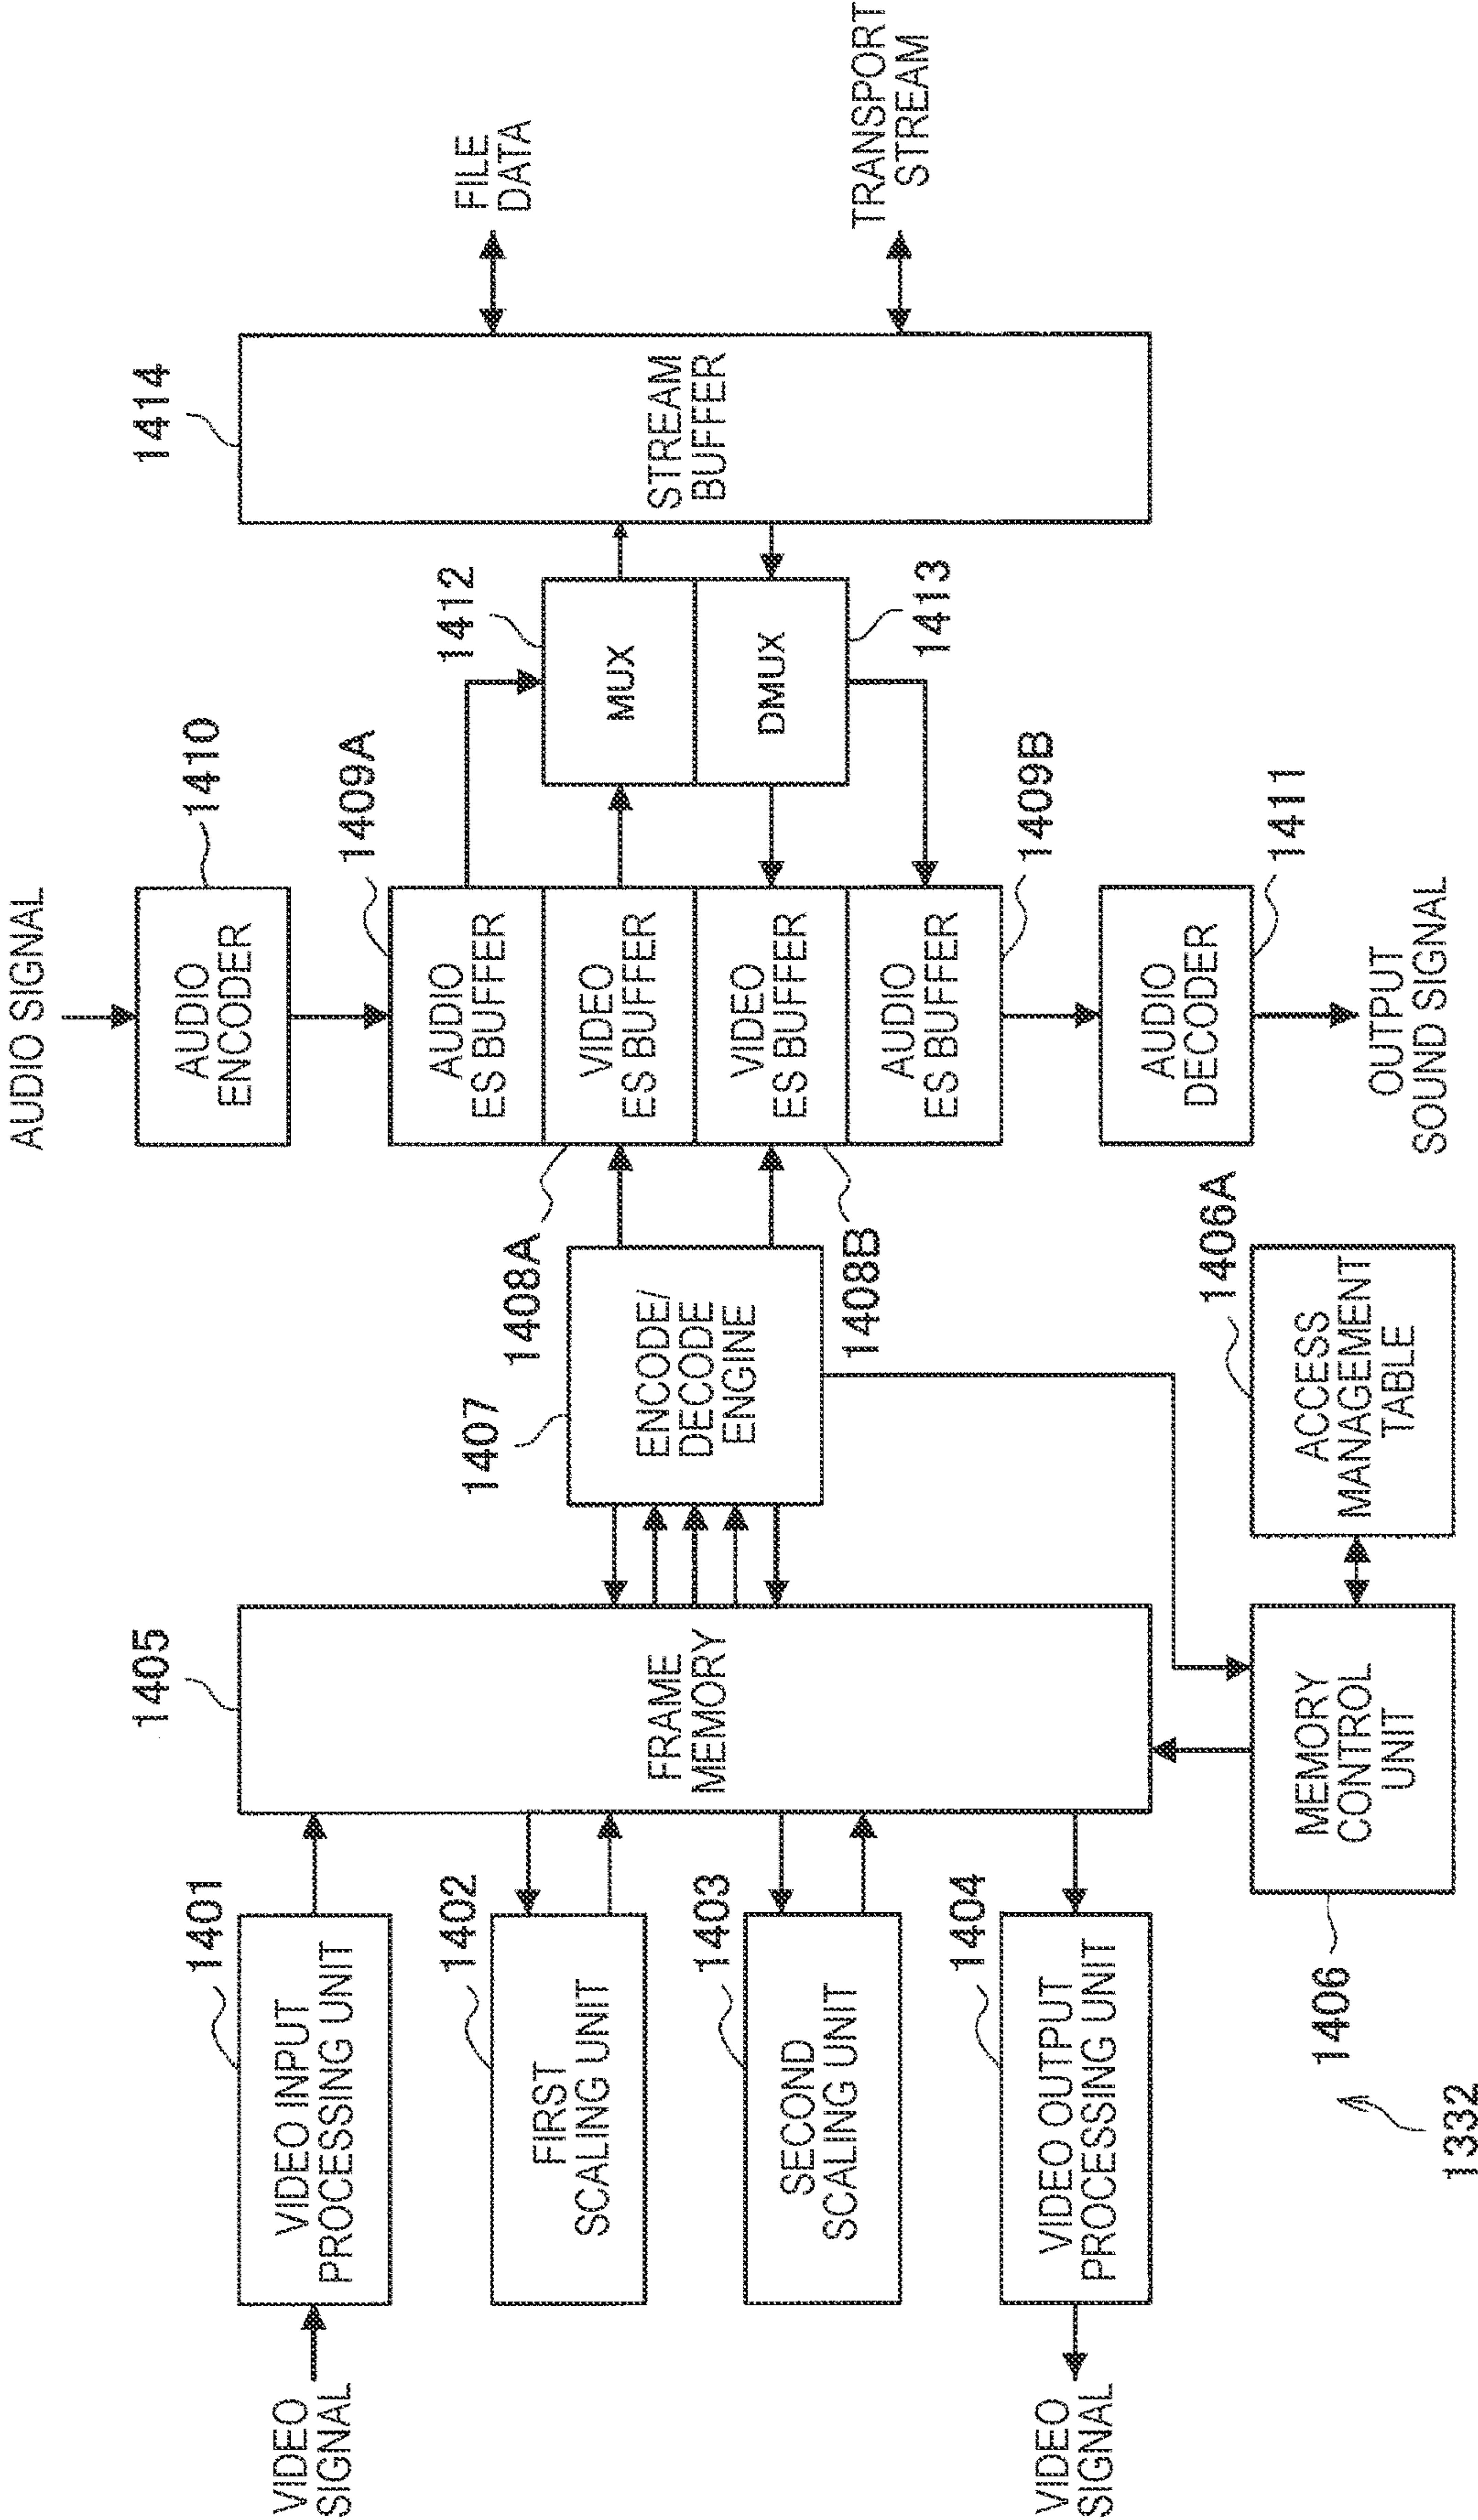 AUDIO SIGNAL
1410
AUDIO
ENCODER
1405
1414
VIDEO
SIGNAL
1401
VIDEO INPUT
PROCESSING UNIT
1402
FIRST
SCALING UNIT
1403
SECOND
SCALING UNIT
1404
VIDEO OUTPUT
PROCESSING UNIT
VIDEO
SIGNAL
FRAME
MEMORY
1407
ENCODE/
DECODE
ENGINE
1408A
1408B
1409A
AUDIO
ES BUFFER
VIDEO
ES BUFFER
VIDEO
ES BUFFER
AUDIO
ES BUFFER
1409B
1412
MUX
DMUX
1413
STREAM
BUFFER
FILE
DATA
TRANSPORT
STREAM
1406
MEMORY
CONTROL
UNIT
1406A
ACCESS
MANAGEMENT
TABLE
AUDIO
DECODER
1411
OUTPUT
SOUND SIGNAL
1332